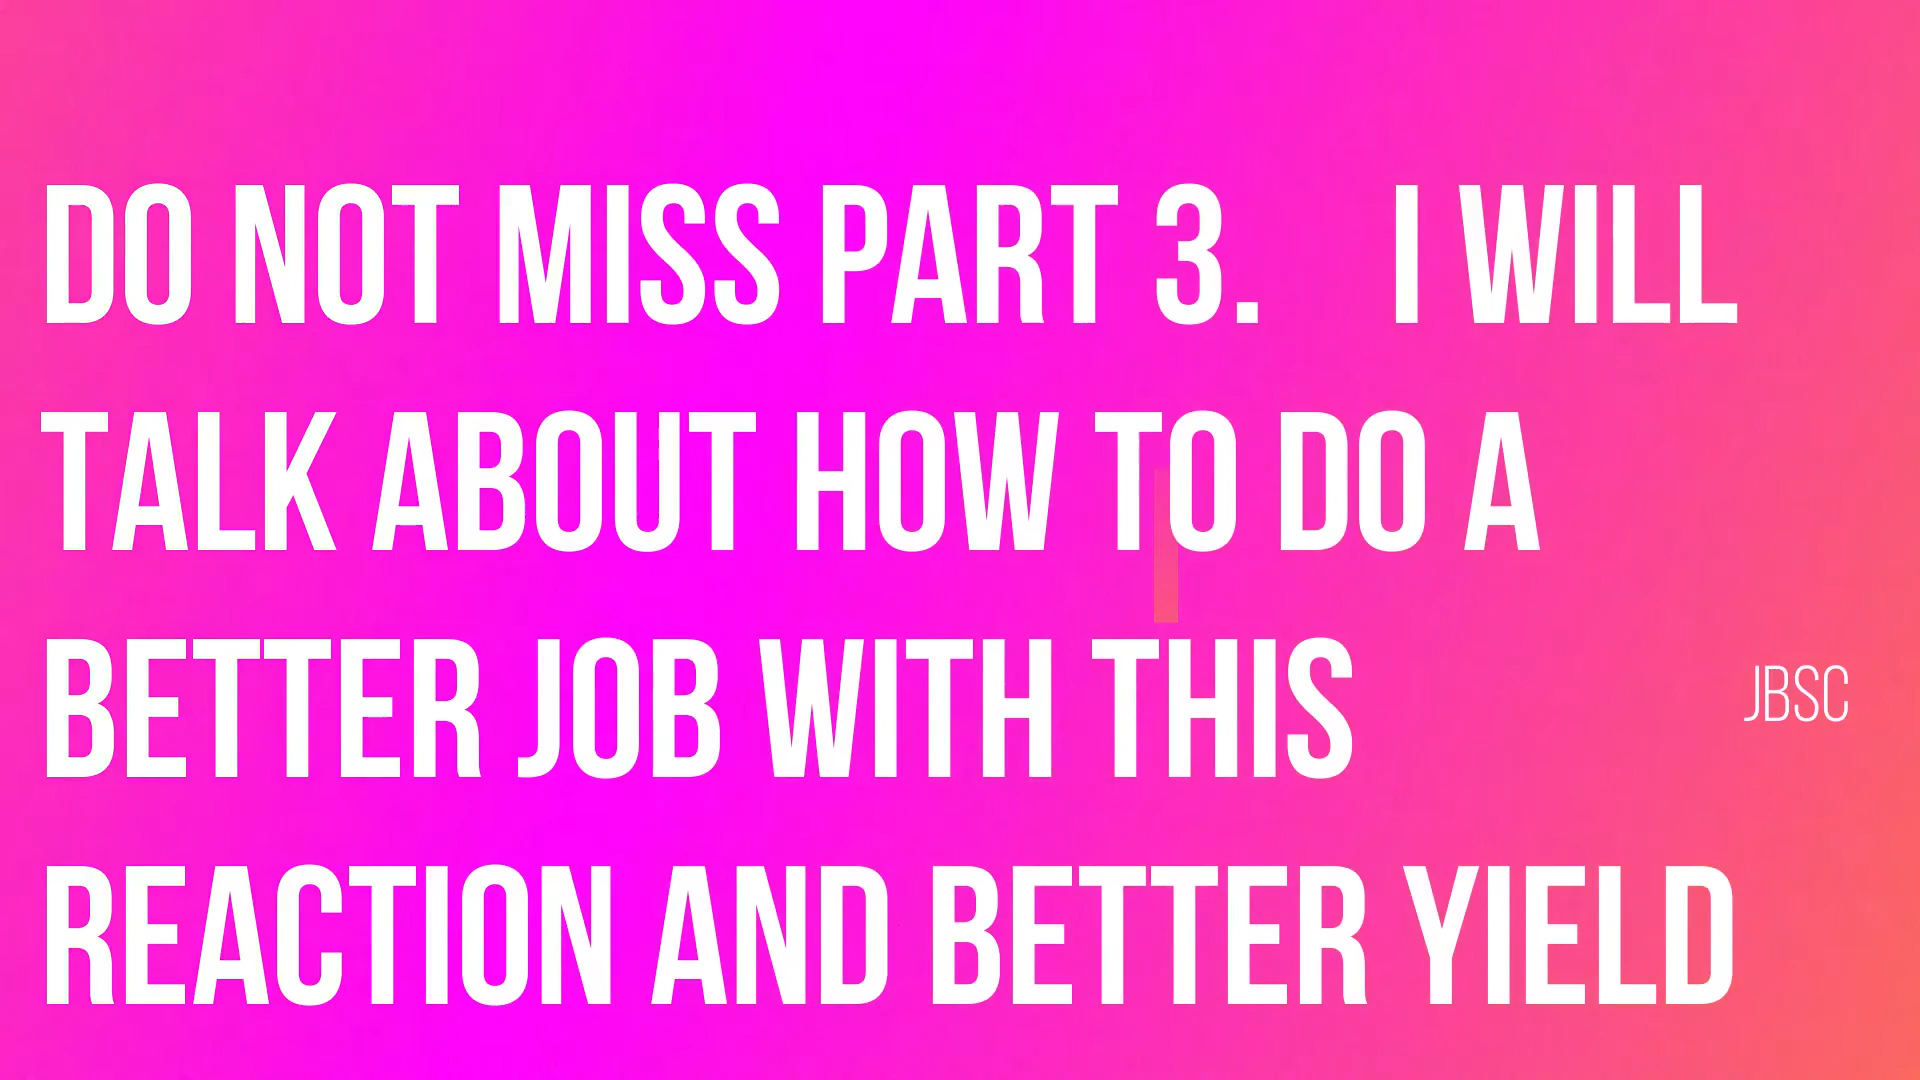 DO NOT MISS PART 3. I WILL
TALK ABOUT HOW TO DO A
BETTER JOB WITH THIS
JBSC
REACTION AND BETTER YIELD